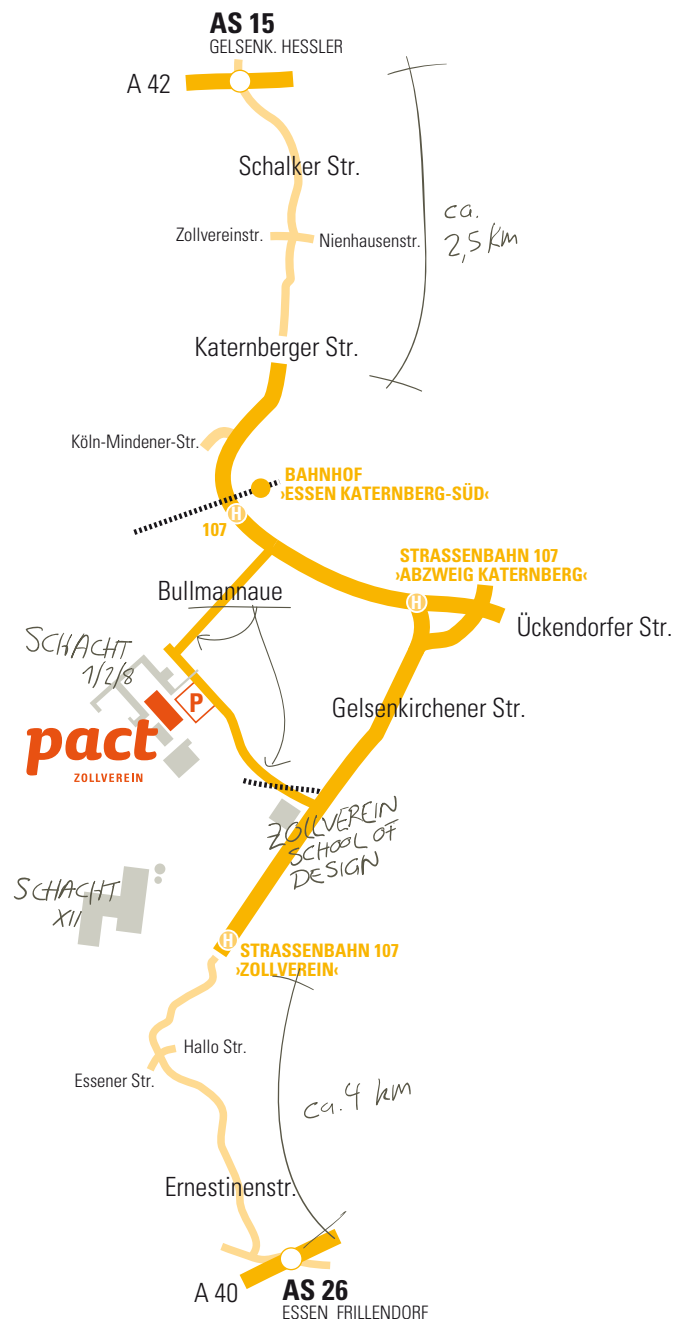 AS 15
GELSENK. HESSLER
A 42
Schalker Str.
ca.
2,5 km
Zollvereinstr.
Nienhausenstr.
Katernberger Str.
Köln-Mindener-Str.
BAHNHOF
›ESSEN KATERNBERG-SÜD‹
H
107
STRASSENBAHN 107
›ABZWEIG KATERNBERG‹
Bullmannaue
H
Ückendorfer Str.
SCHACHT
1/2/8
P
Gelsenkirchener Str.
pact
ZOLLVEREIN
ZOLLVEREIN
SCHOOL OF
DESIGN
SCHACHT
XII
H
STRASSENBAHN 107
›ZOLLVEREIN‹
Hallo Str.
Essener Str.
ca. 4 km
Ernestinenstr.
A 40
AS 26
ESSEN FRILLENDORF